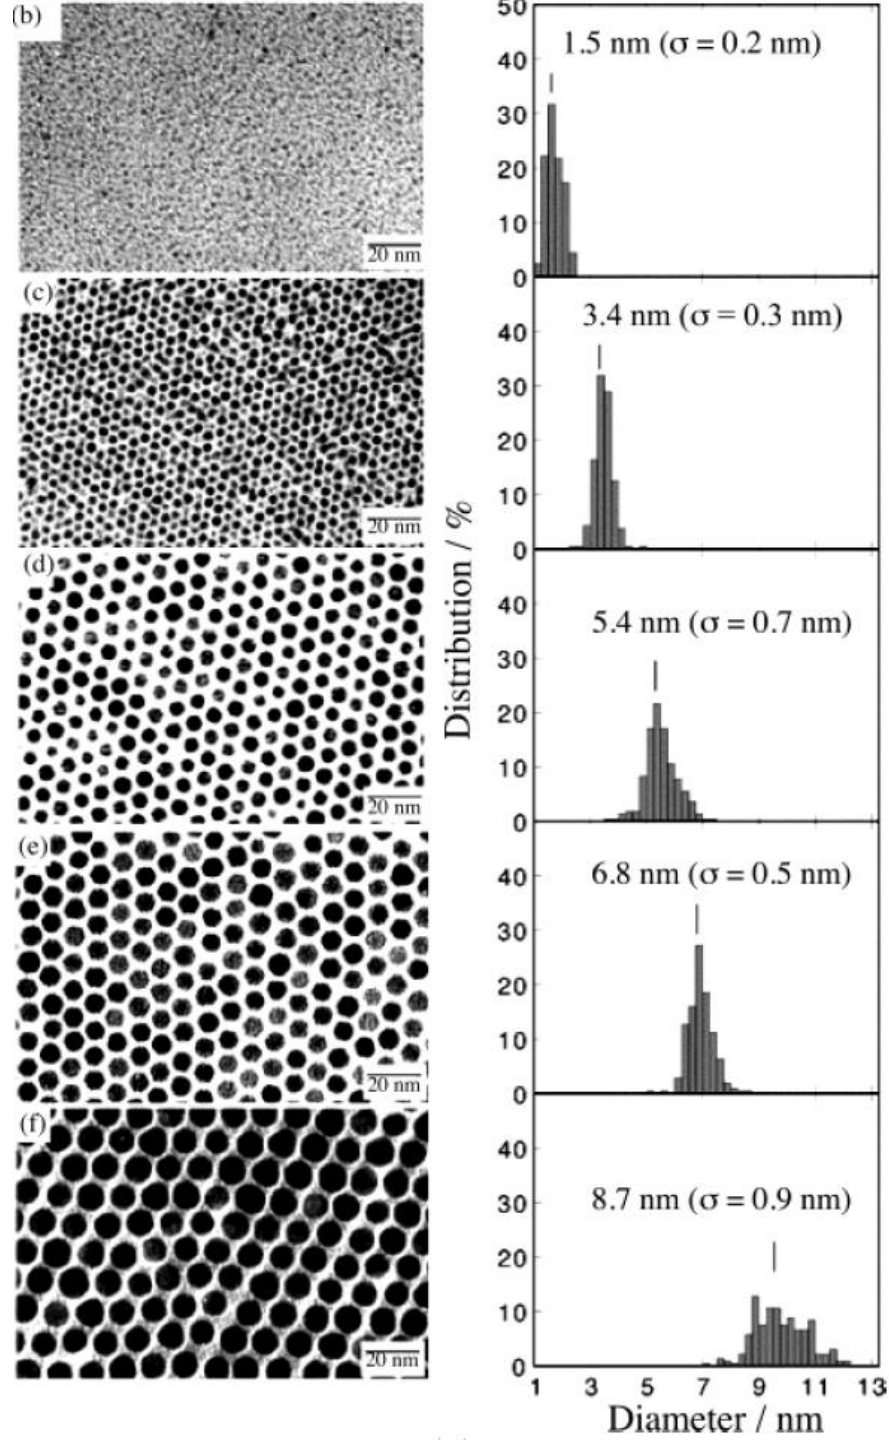 (b)
20 nm
(c)
20 nm
(d)
20 nm
(e)
20 nm
(f)
20 nm
Distribution / %
50
40
30
20
10
0
1.5 nm (σ = 0.2 nm)
40
30
20
10
0
3.4 nm (σ = 0.3 nm)
40
30
20
10
0
5.4 nm (σ = 0.7 nm)
40
30
20
10
0
6.8 nm (σ = 0.5 nm)
40
30
20
10
0
8.7 nm (σ = 0.9 nm)
1 3 5 7 9 11 13
Diameter / nm